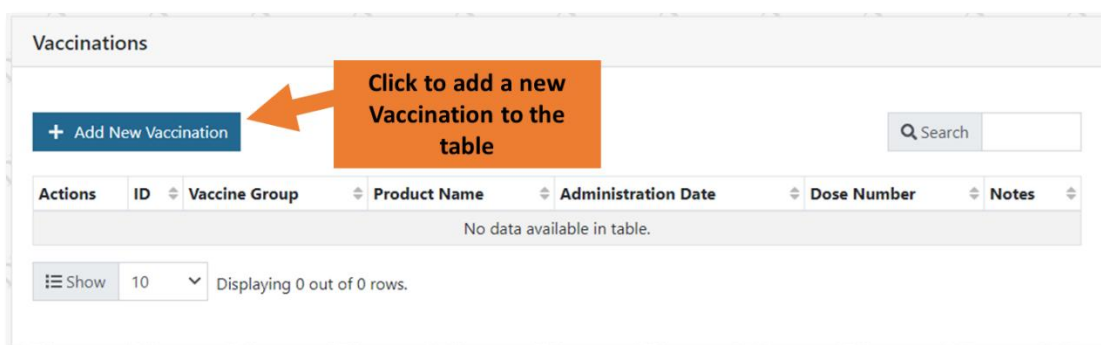 Vaccinations
Click to add a new
Vaccination to the
table
+ Add New Vaccination
Search
Actions ID Vaccine Group Product Name Administration Date Dose Number Notes
No data available in table.
Show 10 Displaying 0 out of 0 rows.